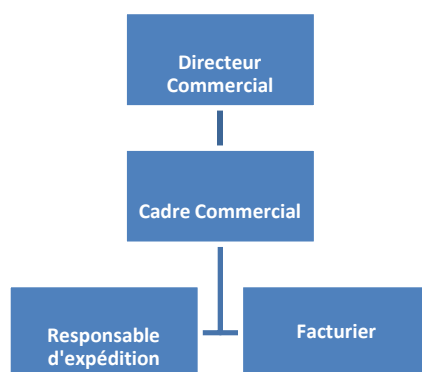 Directeur
Commercial
Cadre Commercial
Responsable
d'expédition
Facturier